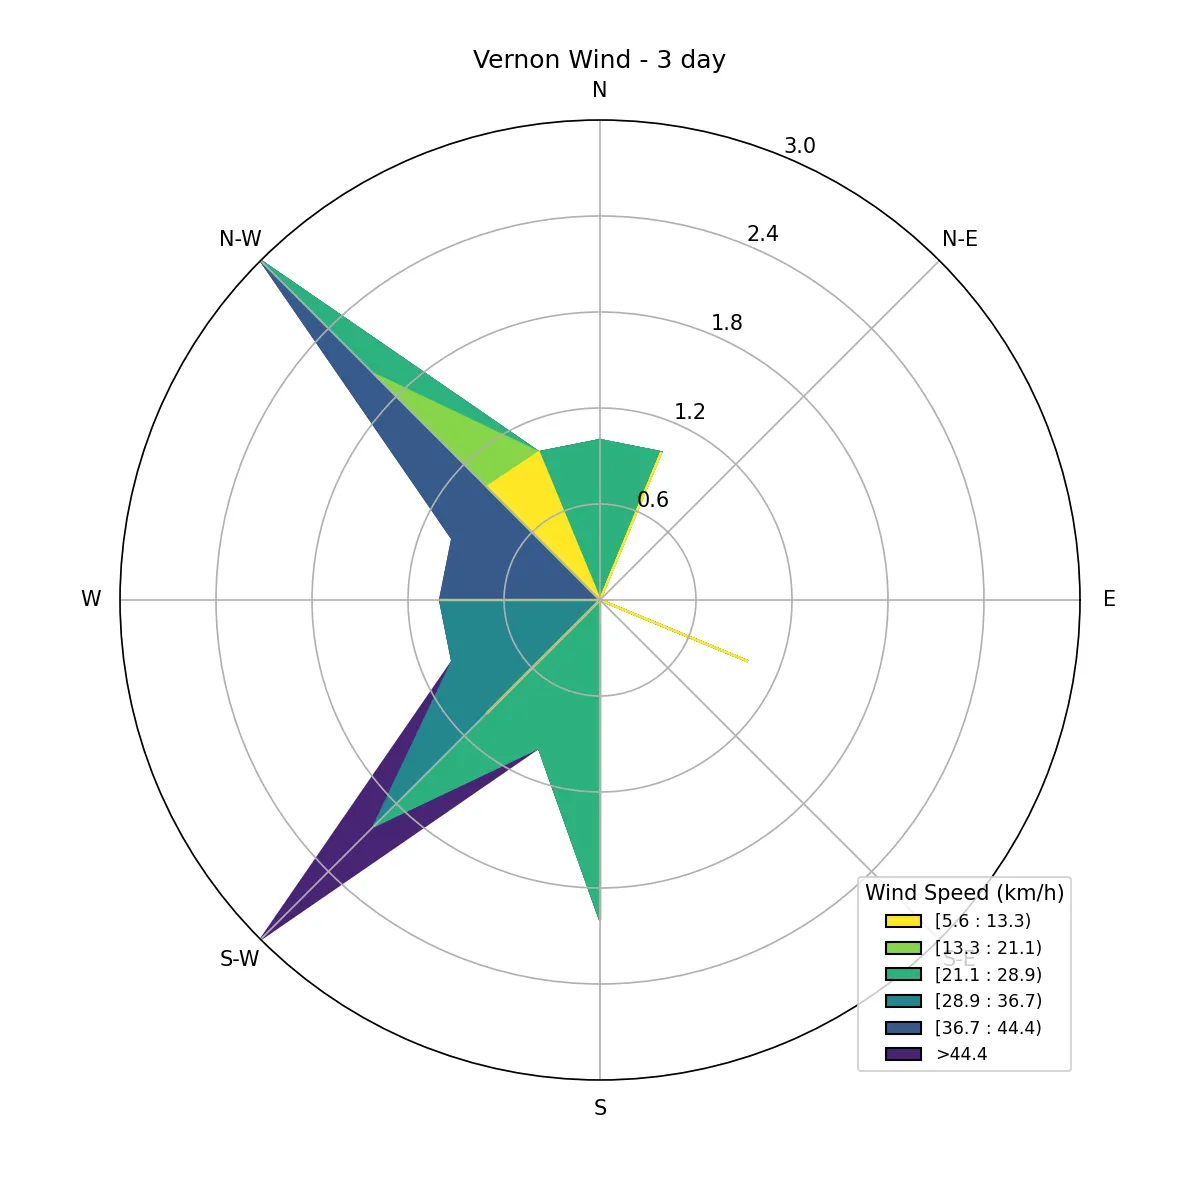 Vernon Wind - 3 day
N
3.0
N-W
2.4
N-E
1.8
1.2
0.6
W
E
S-W
S-E
Wind Speed (km/h)
[5.6 : 13.3)
[13.3 : 21.1)
[21.1 : 28.9)
[28.9 : 36.7)
[36.7 : 44.4)
>44.4
S